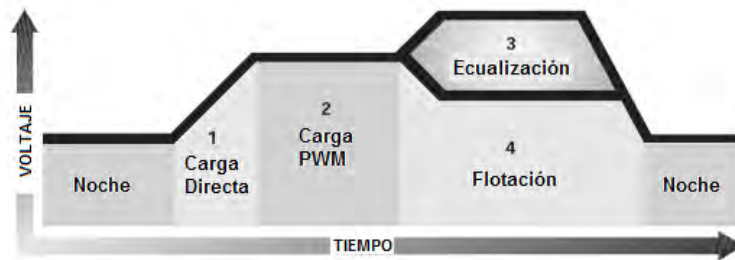 VOLTAJE
Noche
1
Carga
Directa
2
Carga
PWM
3
Ecualización
4
Flotación
Noche
TIEMPO